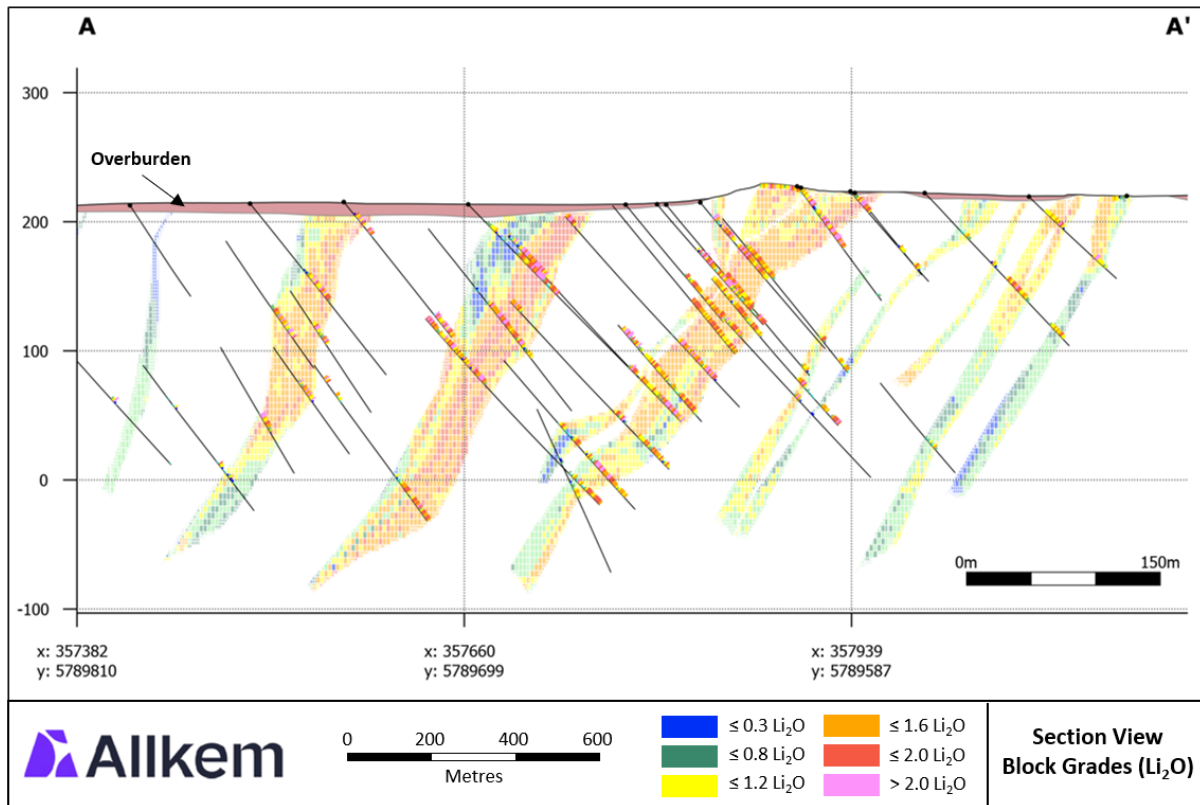 A
A'
300
Overburden
200
100
0
0m 150m
-100
x: 357382
y: 5789810
x: 357660
y: 5789699
x: 357939
y: 5789587
Allkem
0 200 400 600
Metres
≤ 0.3 Li₂O
≤ 0.8 Li₂O
≤ 1.2 Li₂O
≤ 1.6 Li₂O
≤ 2.0 Li₂O
> 2.0 Li₂O
Section View
Block Grades (Li₂O)